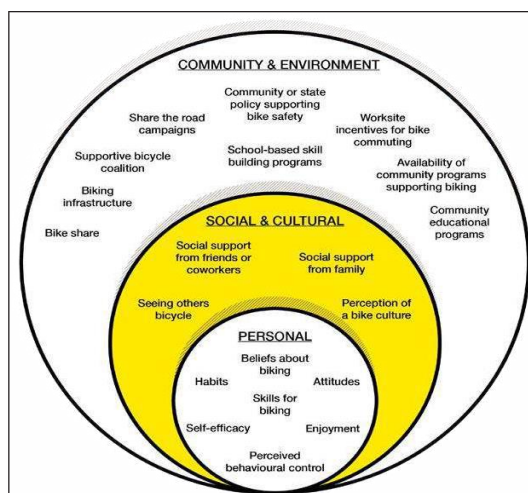 COMMUNITY & ENVIRONMENT
Community or state
policy supporting
bike safety
Share the road
campaigns
Worksite
incentives for bike
commuting
Supportive bicycle
coalition
School-based skill
building programs
Availability of
community programs
supporting biking
Biking
infrastructure
Community
educational
programs
Bike share
SOCIAL & CULTURAL
Social support
from friends or
coworkers
Social support
from family
Seeing others
bicycle
Perception of
a bike culture
PERSONAL
Beliefs about
biking
Habits
Attitudes
Skills for
biking
Self-efficacy
Enjoyment
Perceived
behavioural control